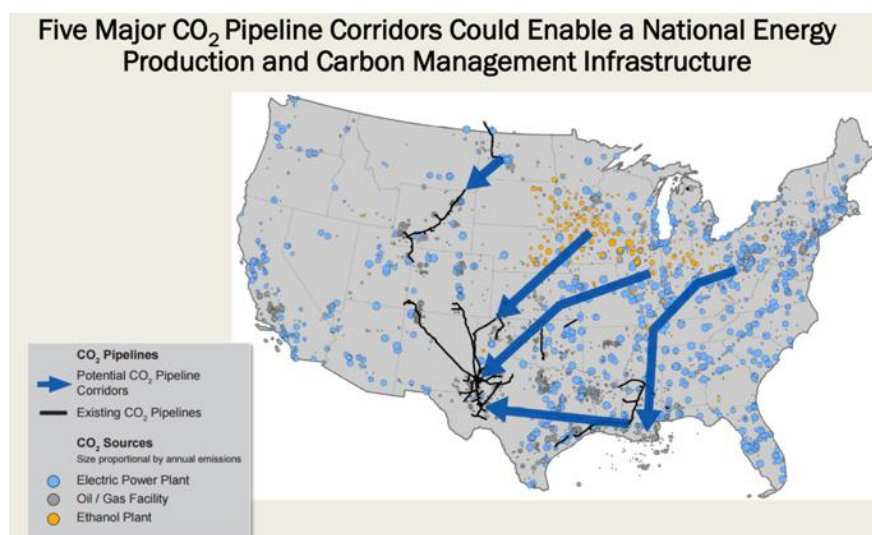 Five Major CO₂ Pipeline Corridors Could Enable a National Energy
Production and Carbon Management Infrastructure
CO₂ Pipelines
Potential CO₂ Pipeline
Corridors
Existing CO₂ Pipelines
CO₂ Sources
Size proportional by annual emissions
Electric Power Plant
Oil / Gas Facility
Ethanol Plant